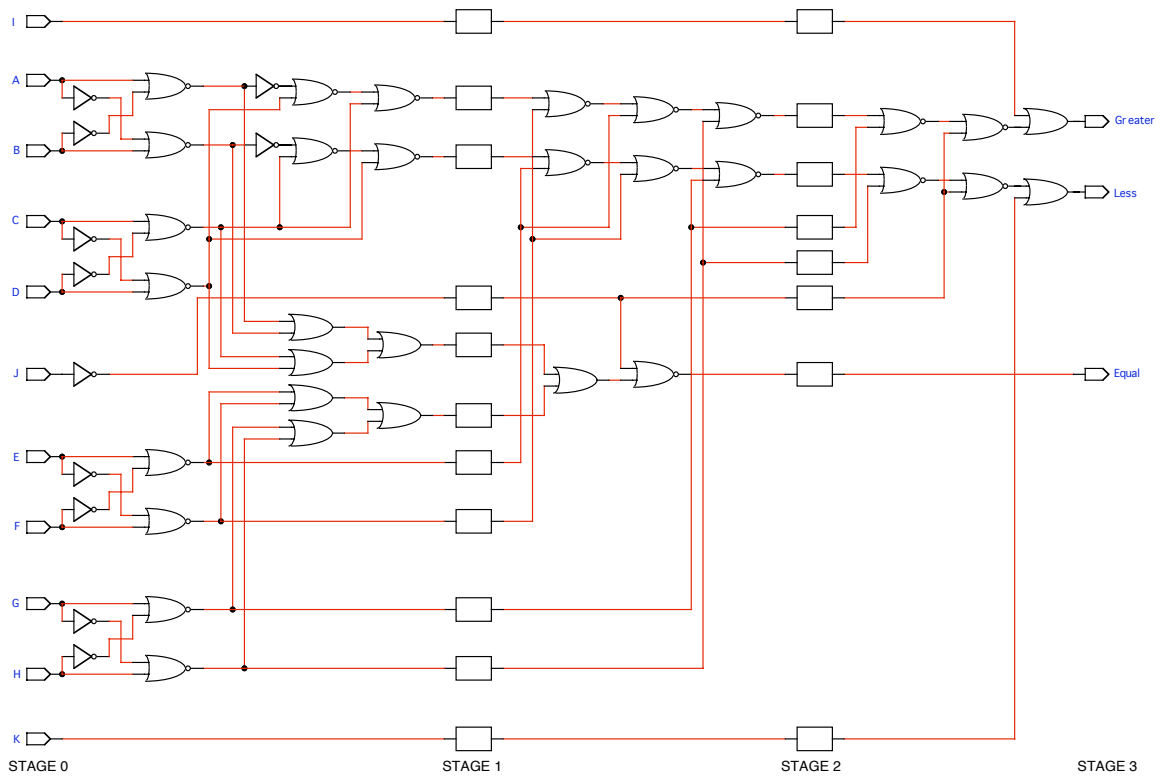 I
A
Greater
B
Less
C
D
J
Equal
E
F
G
H
K
STAGE 0
STAGE 1
STAGE 2
STAGE 3